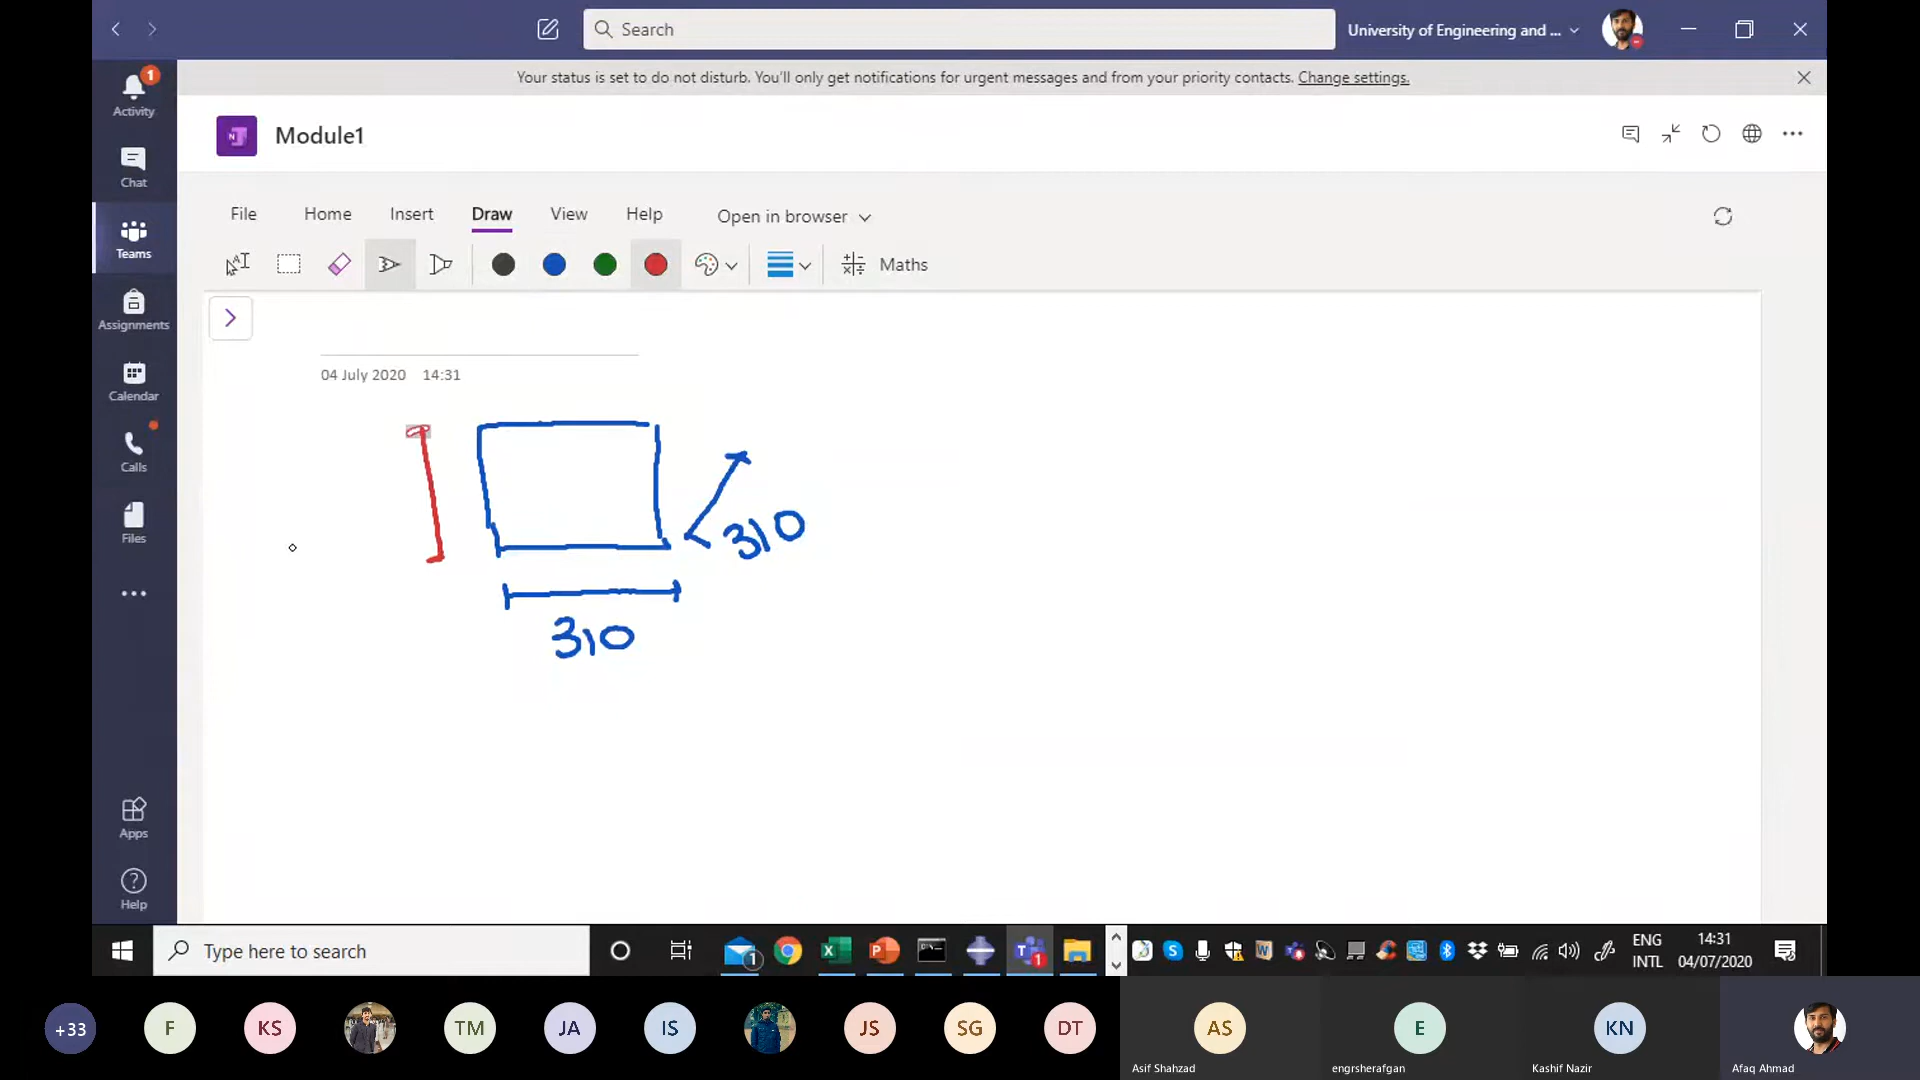 Search
University of Engineering and ...
Your status is set to do not disturb. You'll only get notifications for urgent messages and from your priority contacts. Change settings.
1
Activity
Chat
Teams
Assignments
Calendar
Calls
Files
Apps
Help
N
Module1
File Home Insert Draw View Help Open in browser
Maths
04 July 2020 14:31
310
310
Type here to search
1
1
ENG
INTL
14:31
04/07/2020
+33
F
KS
TM
JA
IS
JS
SG
DT
AS
E
KN
Asif Shahzad
engrsherafgan
Kashif Nazir
Afaq Ahmad